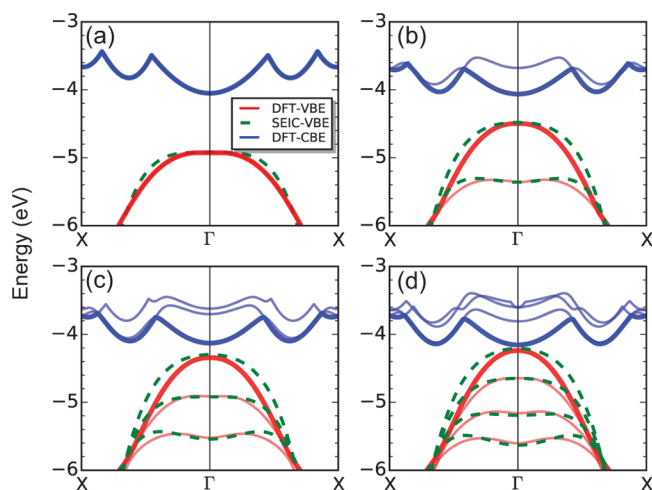 (a)
(b)
−3
−4
−5
−6
DFT-VBE
SEIC-VBE
DFT-CBE
X
Γ
X
−3
−4
−5
−6
X
Γ
X
Energy (eV)
(c)
(d)
−3
−4
−5
−6
X
Γ
X
−3
−4
−5
−6
X
Γ
X